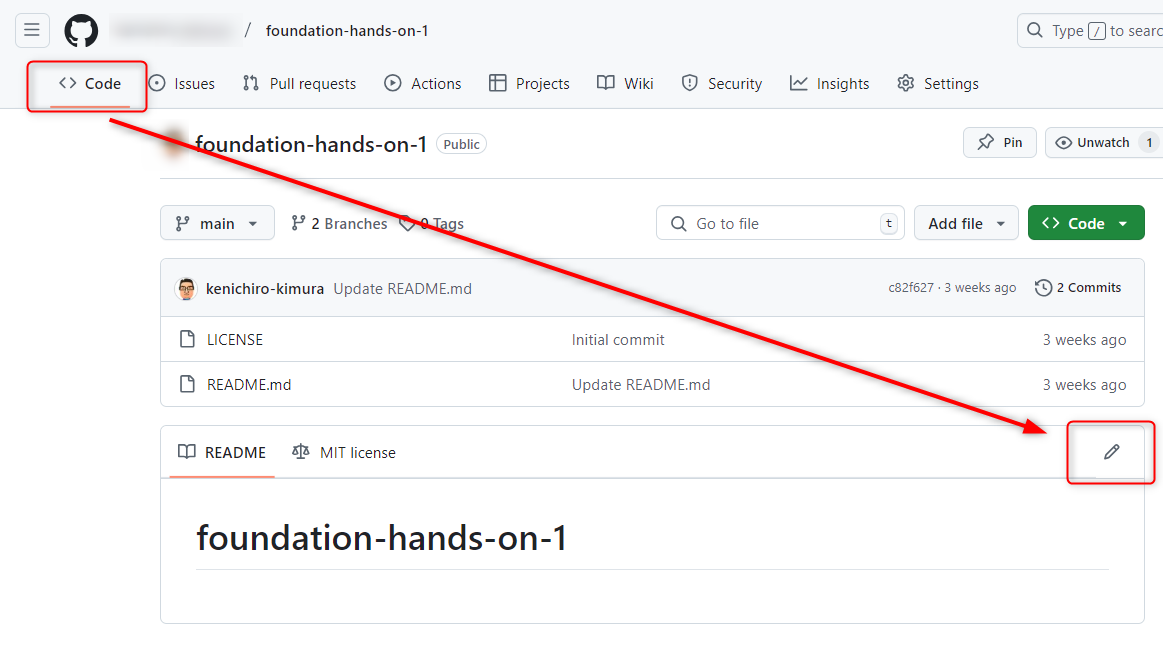 / foundation-hands-on-1
Type / to searc
Code Issues Pull requests Actions Projects Wiki Security Insights Settings
foundation-hands-on-1 Public Pin Unwatch 1
main 2 Branches 0 Tags Go to file t Add file Code
kenichiro-kimura Update README.md c82f627 · 3 weeks ago 2 Commits
LICENSE Initial commit 3 weeks ago
README.md Update README.md 3 weeks ago
README MIT license
foundation-hands-on-1